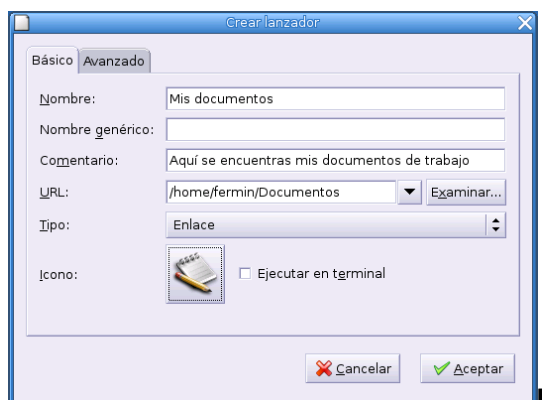 Crear lanzador
Básico Avanzado
Nombre: Mis documentos
Nombre genérico:
Comentario: Aquí se encuentras mis documentos de trabajo
URL: /home/fermin/Documentos Examinar...
Tipo: Enlace
Icono: Ejecutar en terminal
Cancelar Aceptar